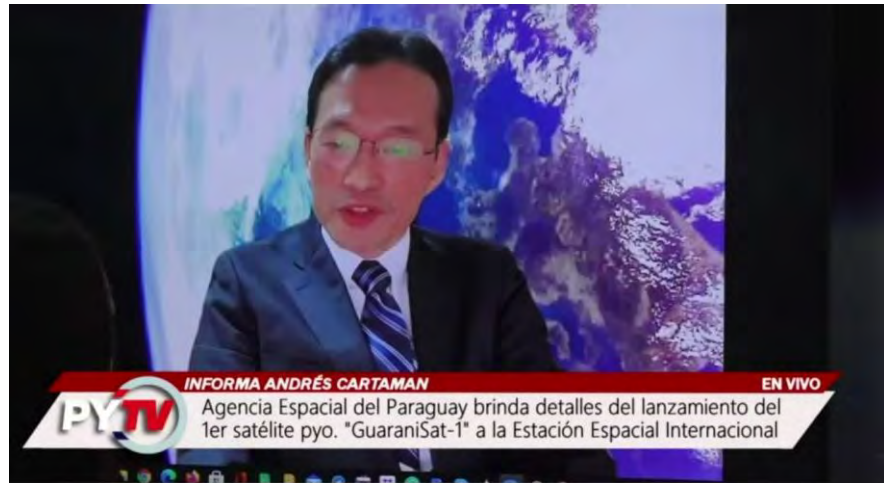 INFORMA ANDRÉS CARTAMAN
EN VIVO
PYTV
Agencia Espacial del Paraguay brinda detalles del lanzamiento del
1er satélite pyo. "GuaraniSat-1" a la Estación Espacial Internacional